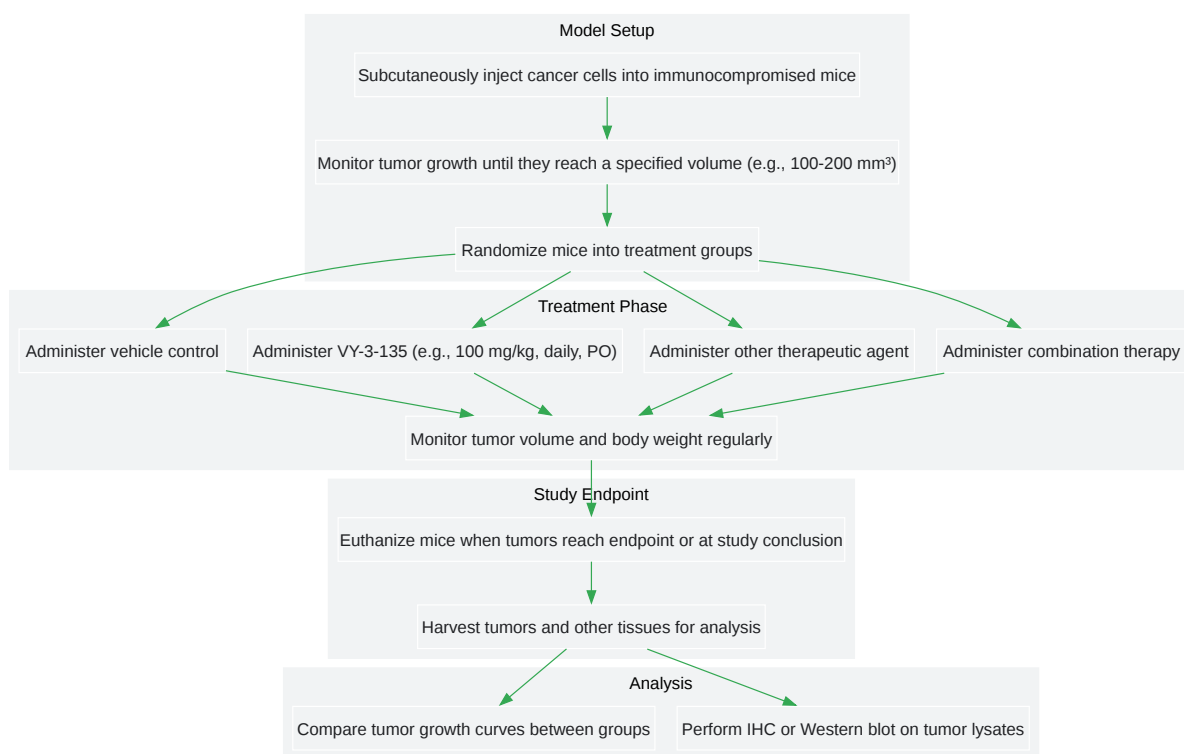 Model Setup
Subcutaneously inject cancer cells into immunocompromised mice
Monitor tumor growth until they reach a specified volume (e.g., 100-200 mm³)
Randomize mice into treatment groups
Treatment Phase
Administer vehicle control
Administer VY-3-135 (e.g., 100 mg/kg, daily, PO)
Administer other therapeutic agent
Administer combination therapy
Monitor tumor volume and body weight regularly
Study Endpoint
Euthanize mice when tumors reach endpoint or at study conclusion
Harvest tumors and other tissues for analysis
Analysis
Compare tumor growth curves between groups
Perform IHC or Western blot on tumor lysates